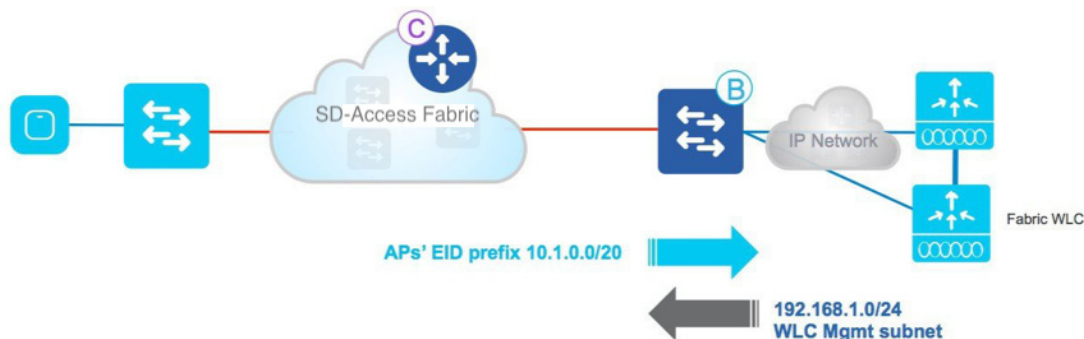 C
SD-Access Fabric
B
IP Network
Fabric WLC
APs' EID prefix 10.1.0.0/20
192.168.1.0/24
WLC Mgmt subnet